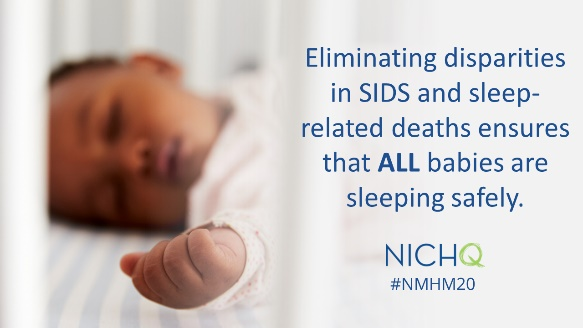 Eliminating disparities
in SIDS and sleep-
related deaths ensures
that ALL babies are
sleeping safely.
NICHQ
#NMHM20